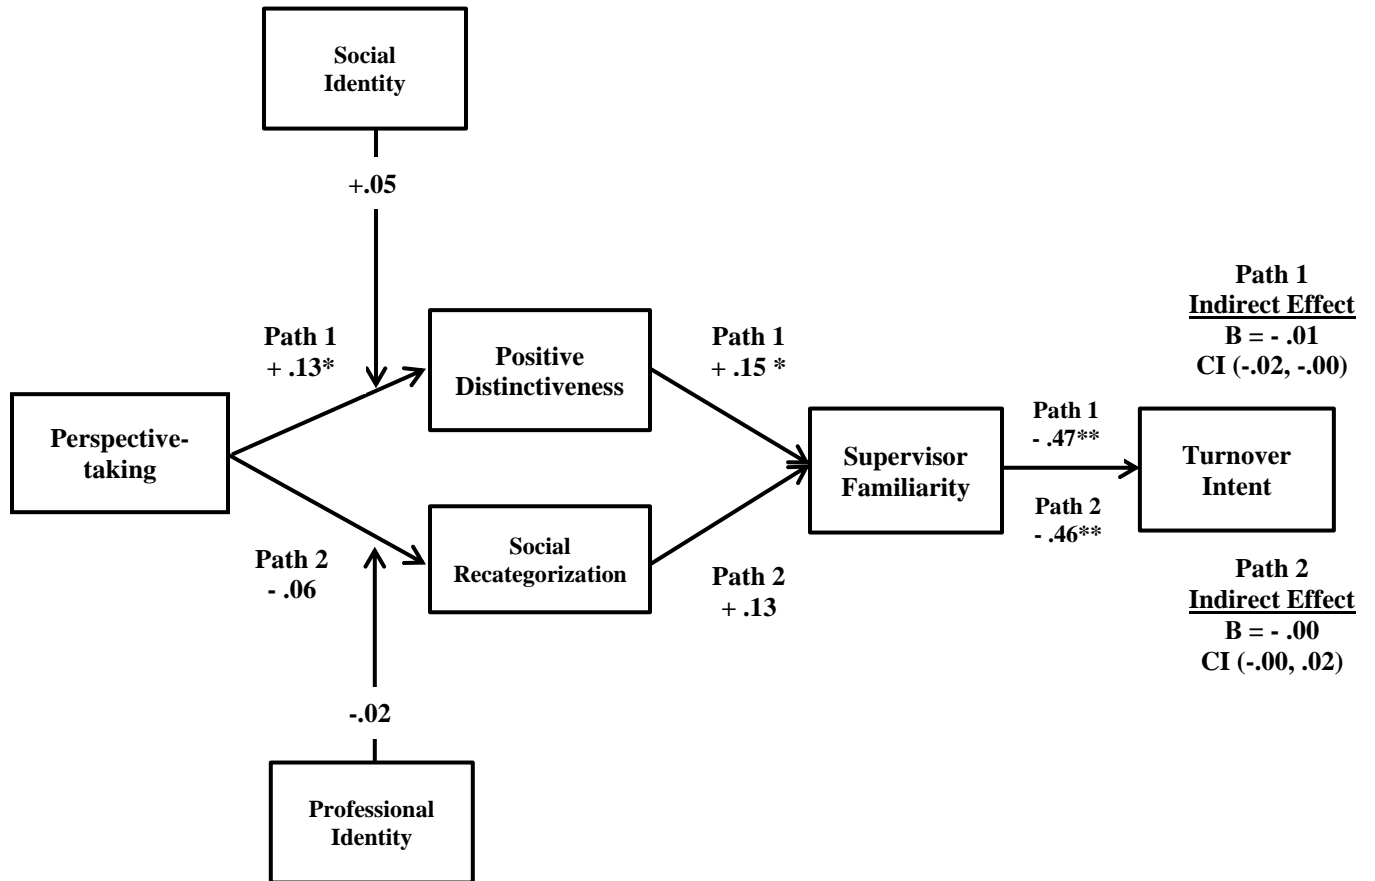 Social
Identity
+.05
Path 1
+ .13*
Positive
Distinctiveness
Path 1
+ .15 *
Path 1
Indirect Effect
B = - .01
CI (-.02, -.00)
Perspective-
taking
Supervisor
Familiarity
Path 1
- .47**
Path 2
- .46**
Turnover
Intent
Path 2
- .06
Social
Recategorization
Path 2
+ .13
Path 2
Indirect Effect
B = - .00
CI (-.00, .02)
-.02
Professional
Identity